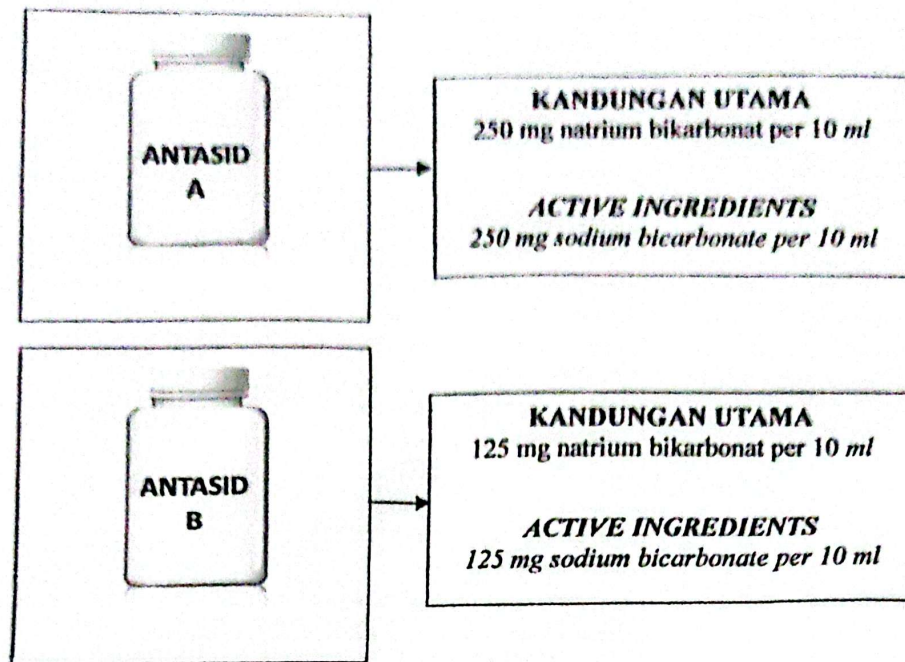 ANTASID
A
KANDUNGAN UTAMA
250 mg natrium bikarbonat per 10 ml
ACTIVE INGREDIENTS
250 mg sodium bicarbonate per 10 ml
ANTASID
B
KANDUNGAN UTAMA
125 mg natrium bikarbonat per 10 ml
ACTIVE INGREDIENTS
125 mg sodium bicarbonate per 10 ml